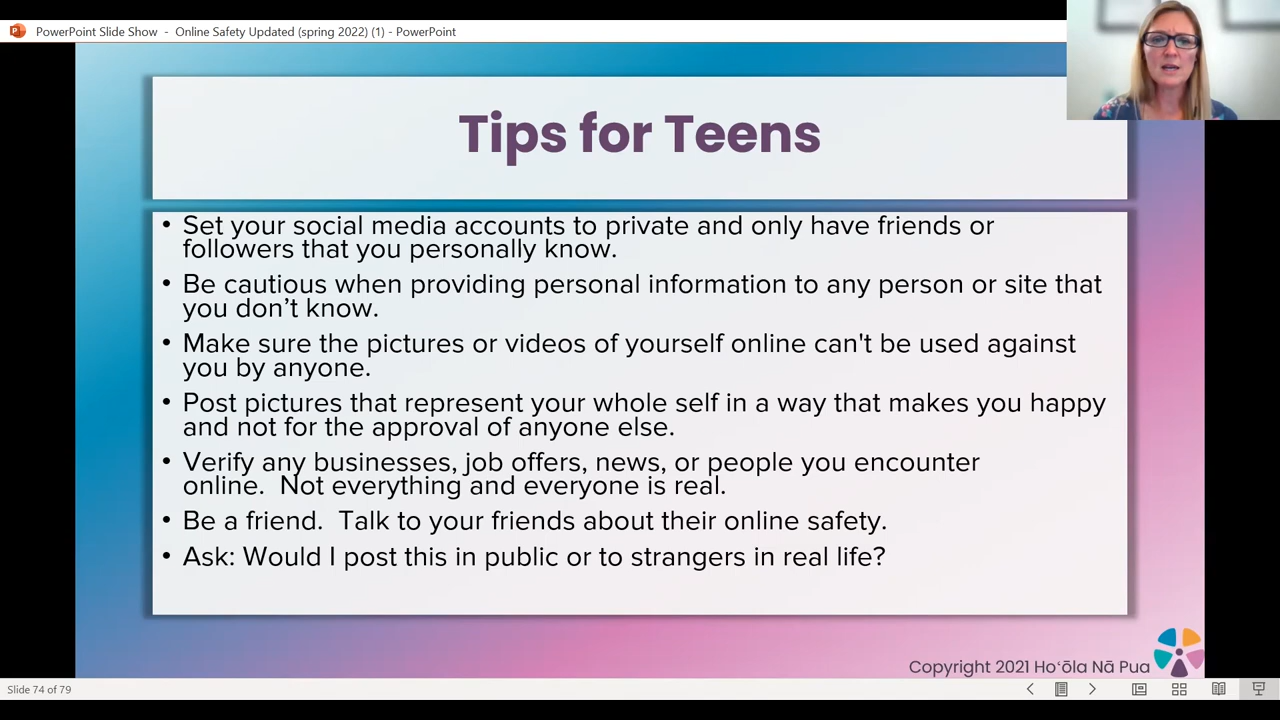 PowerPoint Slide Show - Online Safety Updated (spring 2022) (1) - PowerPoint
Tips for Teens
• Set your social media accounts to private and only have friends or
followers that you personally know.
• Be cautious when providing personal information to any person or site that
you don’t know.
• Make sure the pictures or videos of yourself online can't be used against
you by anyone.
• Post pictures that represent your whole self in a way that makes you happy
and not for the approval of anyone else.
• Verify any businesses, job offers, news, or people you encounter
online.  Not everything and everyone is real.
• Be a friend.  Talk to your friends about their online safety.
• Ask: Would I post this in public or to strangers in real life?
Copyright 2021 Hoʻōla Nā Pua
Slide 74 of 79